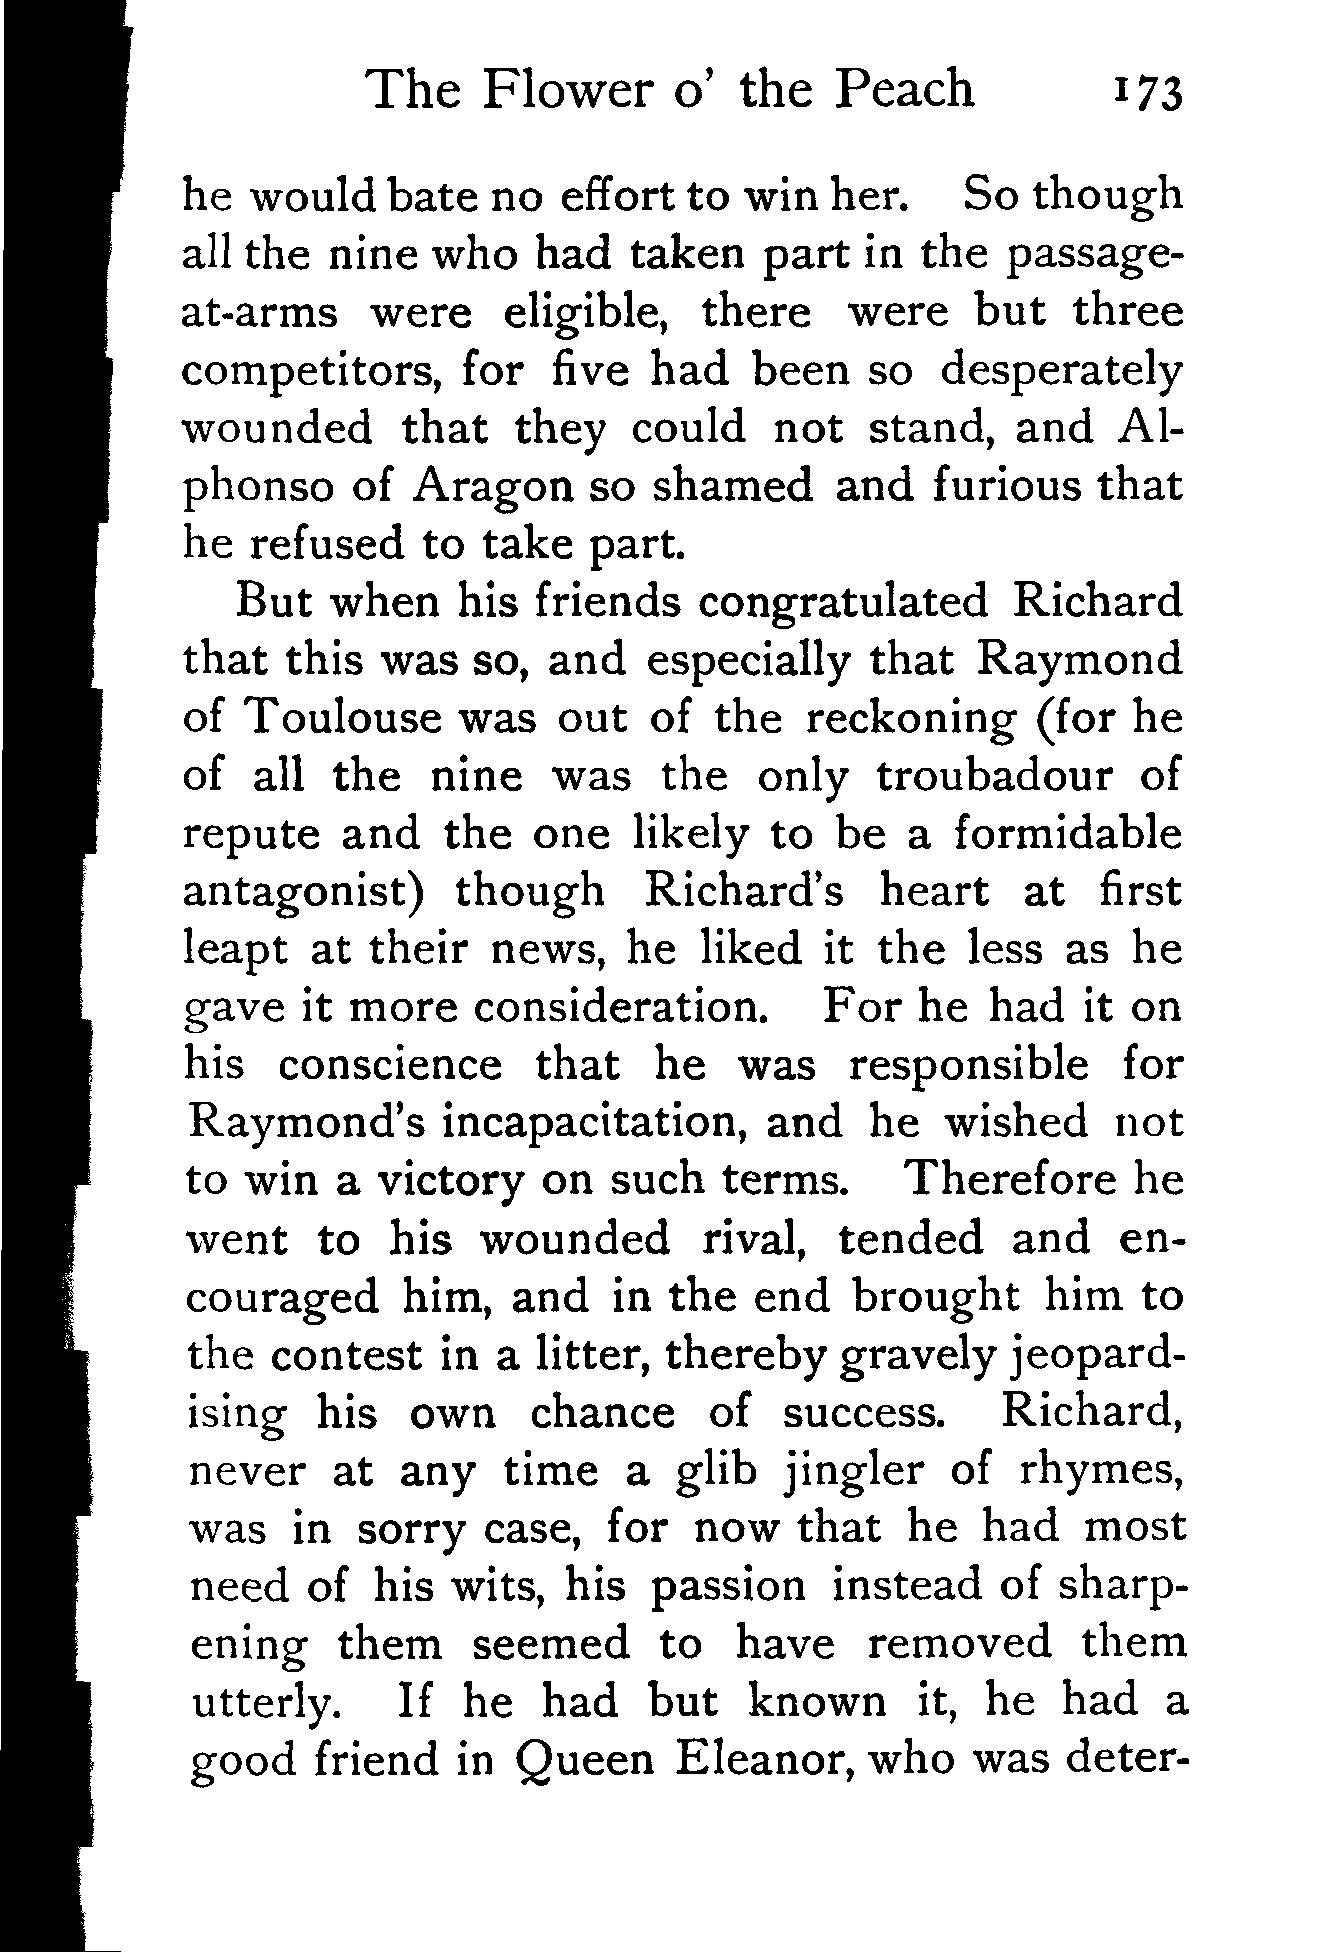 The Flower o' the Peach 173
he would bate no effort to win her. So though
all the nine who had taken part in the passage-
at-arms were eligible, there were but three
competitors, for five had been so desperately
wounded that they could not stand, and Al-
phonso of Aragon so shamed and furious that
he refused to take part.
But when his friends congratulated Richard
that this was so, and especially that Raymond
of Toulouse was out of the reckoning (for he
of all the nine was the only troubadour of
repute and the one likely to be a formidable
antagonist) though Richard's heart at first
leapt at their news, he liked it the less as he
gave it more consideration. For he had it on
his conscience that he was responsible for
Raymond's incapacitation, and he wished not
to win a victory on such terms. Therefore he
went to his wounded rival, tended and en-
couraged him, and in the end brought him to
the contest in a litter, thereby gravely jeopard-
ising his own chance of success. Richard,
never at any time a glib jingler of rhymes,
was in sorry case, for now that he had most
need of his wits, his passion instead of sharp-
ening them seemed to have removed them
utterly. If he had but known it, he had a
good friend in Queen Eleanor, who was deter-